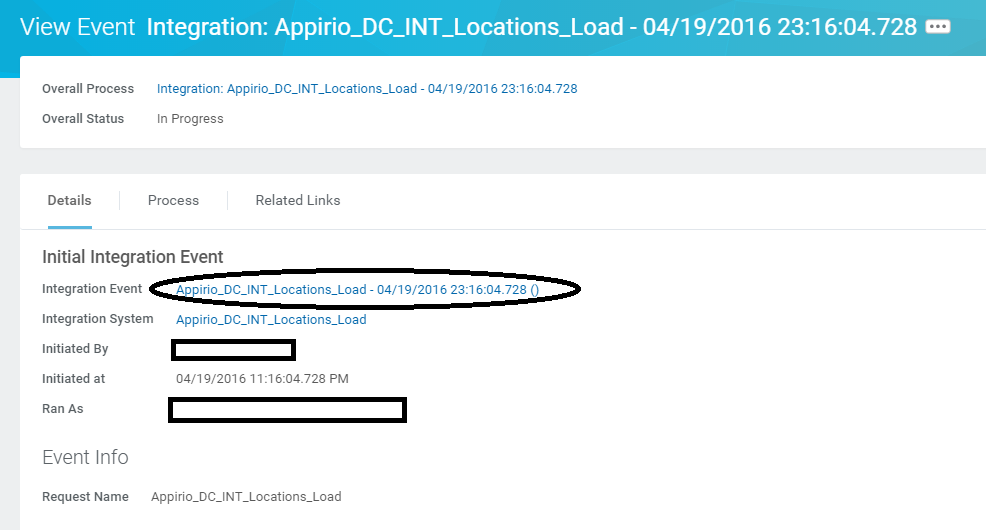 View Event Integration: Appirio_DC_INT_Locations_Load - 04/19/2016 23:16:04.728
Overall Process Integration: Appirio_DC_INT_Locations_Load - 04/19/2016 23:16:04.728
Overall Status In Progress
Details Process Related Links
Initial Integration Event
Integration Event Appirio_DC_INT_Locations_Load - 04/19/2016 23:16:04.728 ()
Integration System Appirio_DC_INT_Locations_Load
Initiated By
Initiated at 04/19/2016 11:16:04.728 PM
Ran As
Event Info
Request Name Appirio_DC_INT_Locations_Load